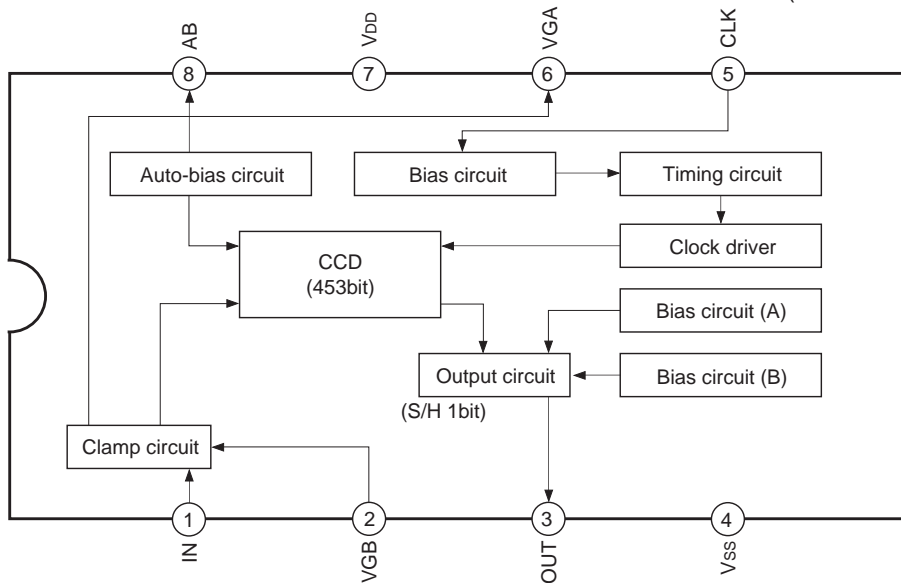 (
AB
VDD
VGA
CLK
8
7
6
5
Auto-bias circuit
Bias circuit
Timing circuit
CCD
(453bit)
Clock driver
Bias circuit (A)
Output circuit
Bias circuit (B)
(S/H 1bit)
Clamp circuit
1
2
3
4
IN
VGB
OUT
VSS